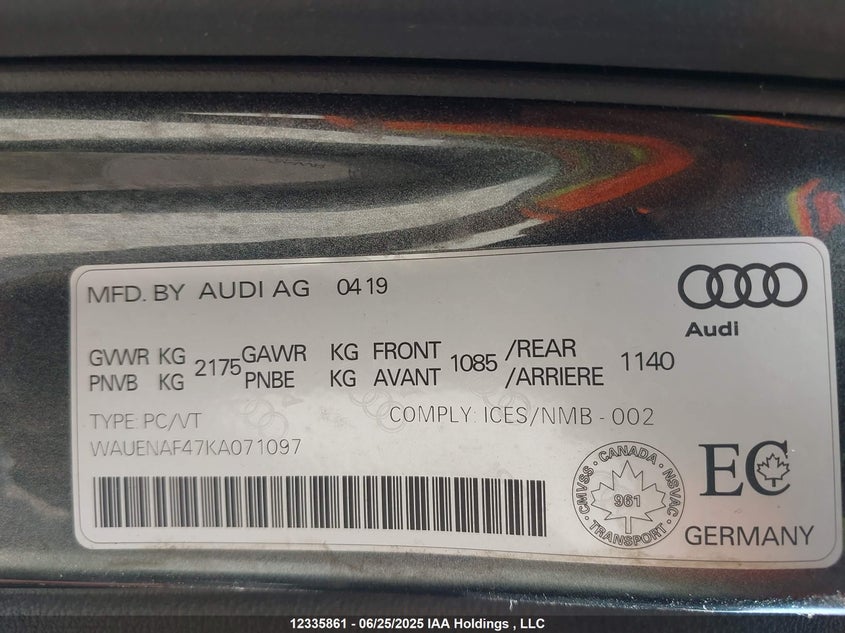 MFD. BY AUDI AG 04 19
Audi
GVWR KG 2175 GAWR KG FRONT 1085 /REAR 1140
PNVB KG PNBE KG AVANT /ARRIERE
TYPE: PC/VT COMPLY: ICES/NMB - 002
WAUENAF47KA071097
CANADA
CMVSS NSVAC
961
TRANSPORT
EC
GERMANY
12335861 - 06/25/2025 IAA Holdings , LLC